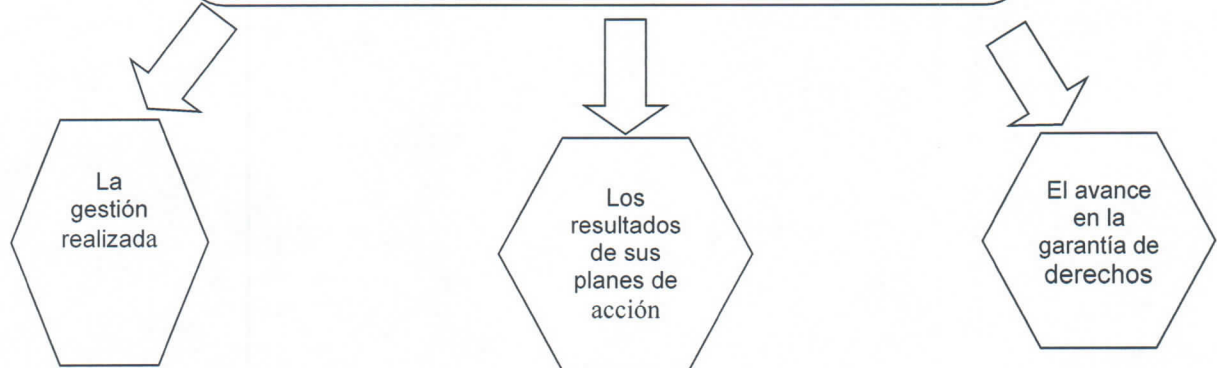 La
gestión
realizada
Los
resultados
de sus
planes de
acción
El avance
en la
garantía de
derechos